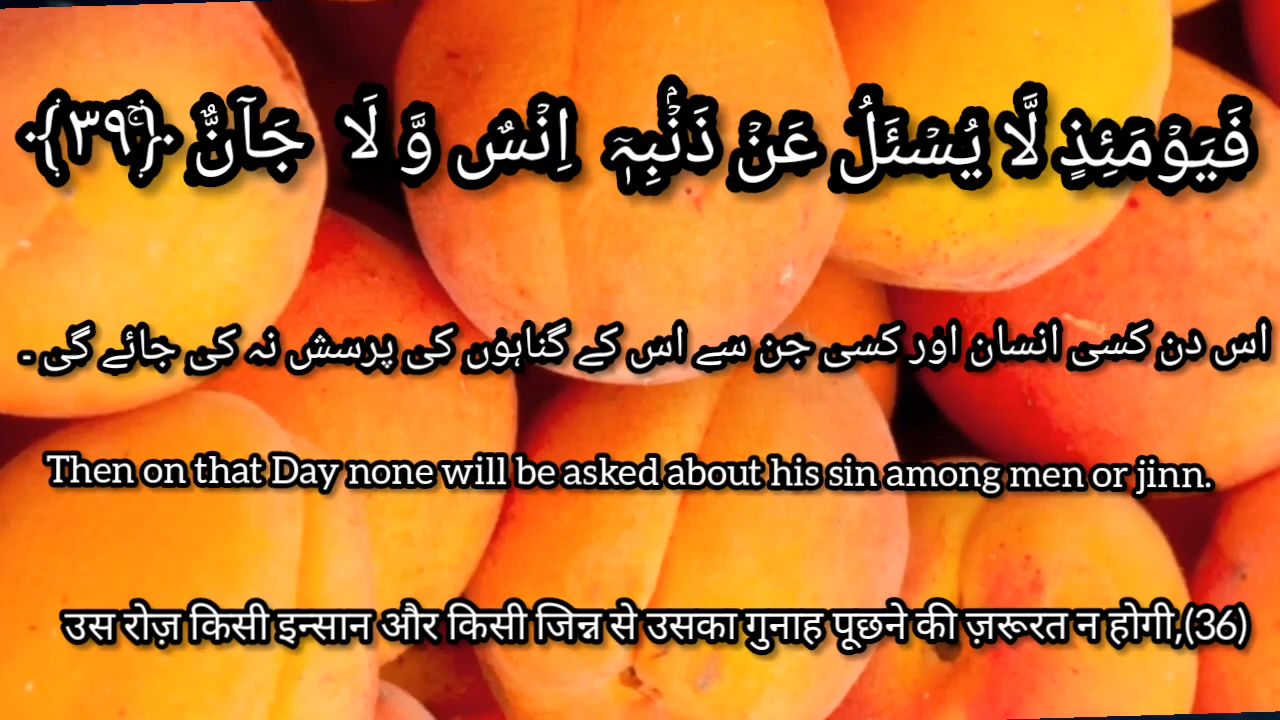 فَیَوْمَئِذٍ لَّا یُسْـَٔلُ عَنْ ذَنْۢبِہٖۤ اِنْسٌ وَّ لَا جَآنٌّ ﴿ۚ۳۹﴾
اس دن کسی انسان اور کسی جن سے اس کے گناہوں کی پرسش نہ کی جائے گی ۔
Then on that Day none will be asked about his sin among men or jinn.
उस रोज़ किसी इन्सान और किसी जिन्न से उसका गुनाह पूछने की ज़रूरत न होगी,(36)